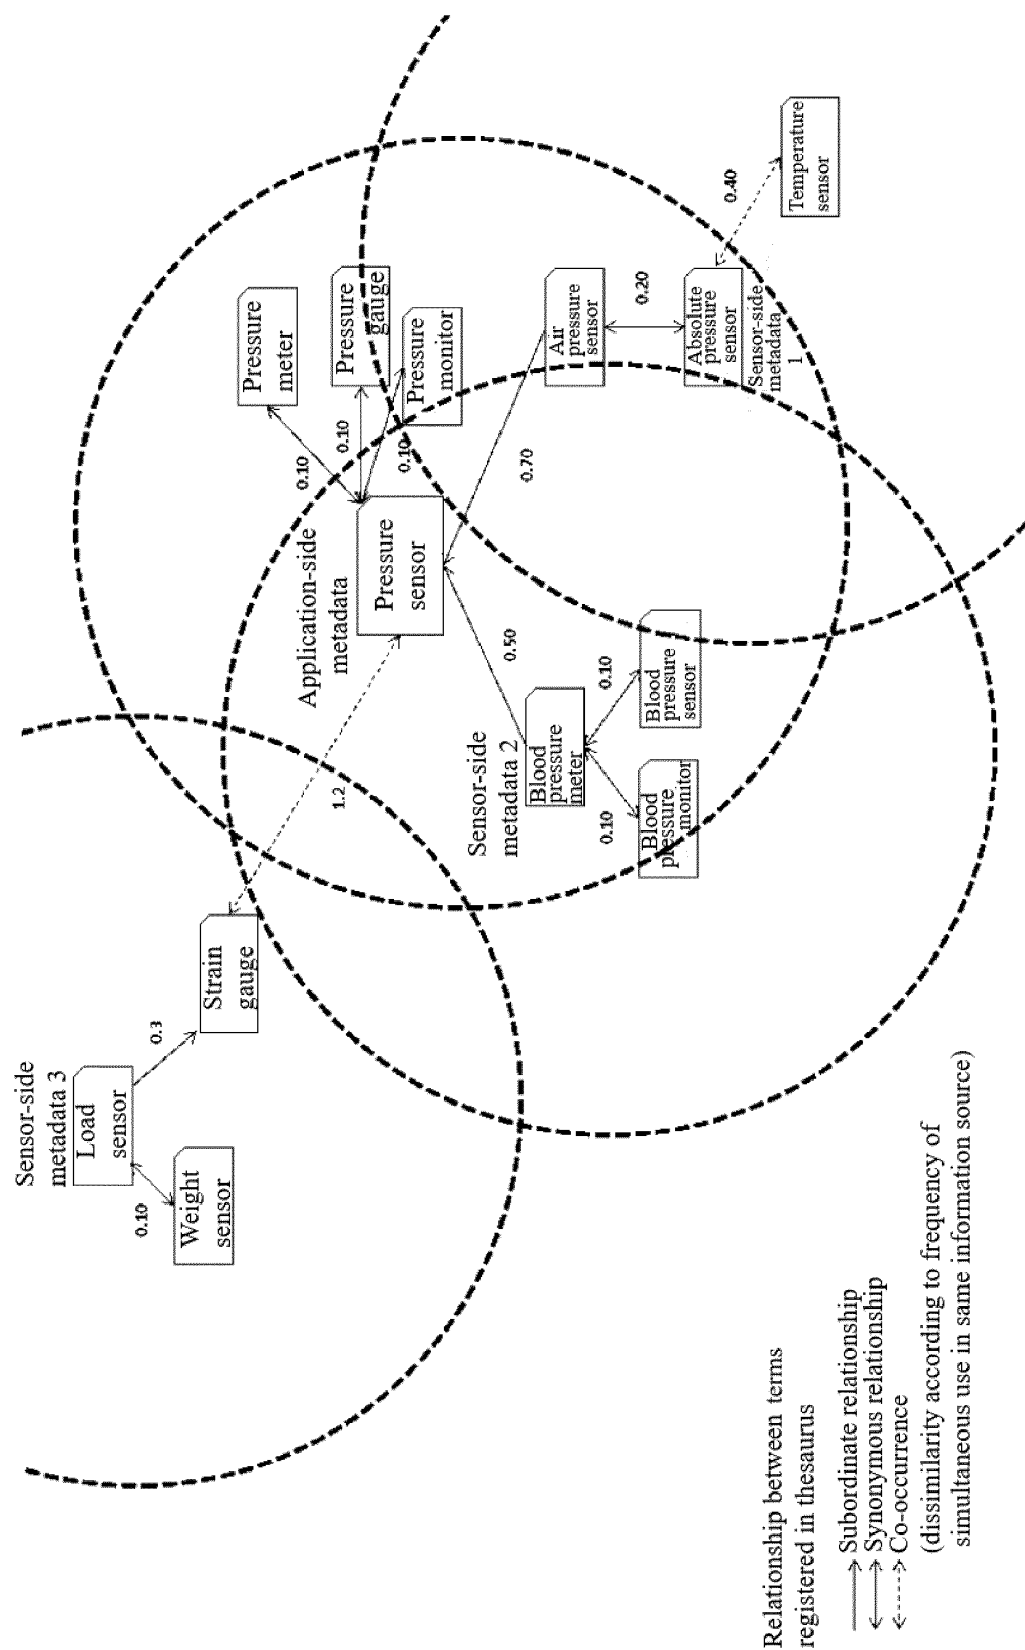 Sensor-side
metadata 3
Load
sensor
0.10
Weight
sensor
0.3
Strain
gauge
1.2
Application-side
metadata
Pressure
sensor
0.10
Pressure
meter
0.10
Pressure
gauge
0.10
Pressure
monitor
Sensor-side
metadata 2
Blood
pressure
meter
0.50
0.70
Air
pressure
sensor
0.10
Blood
pressure
monitor
0.10
Blood
pressure
sensor
0.20
Absolute
pressure
sensor
Sensor-side
metadata
1
0.40
Temperature
sensor
Relationship between terms
registered in thesaurus
Subordinate relationship
Synonymous relationship
Co-occurrence
(dissimilarity according to frequency of
simultaneous use in same information source)